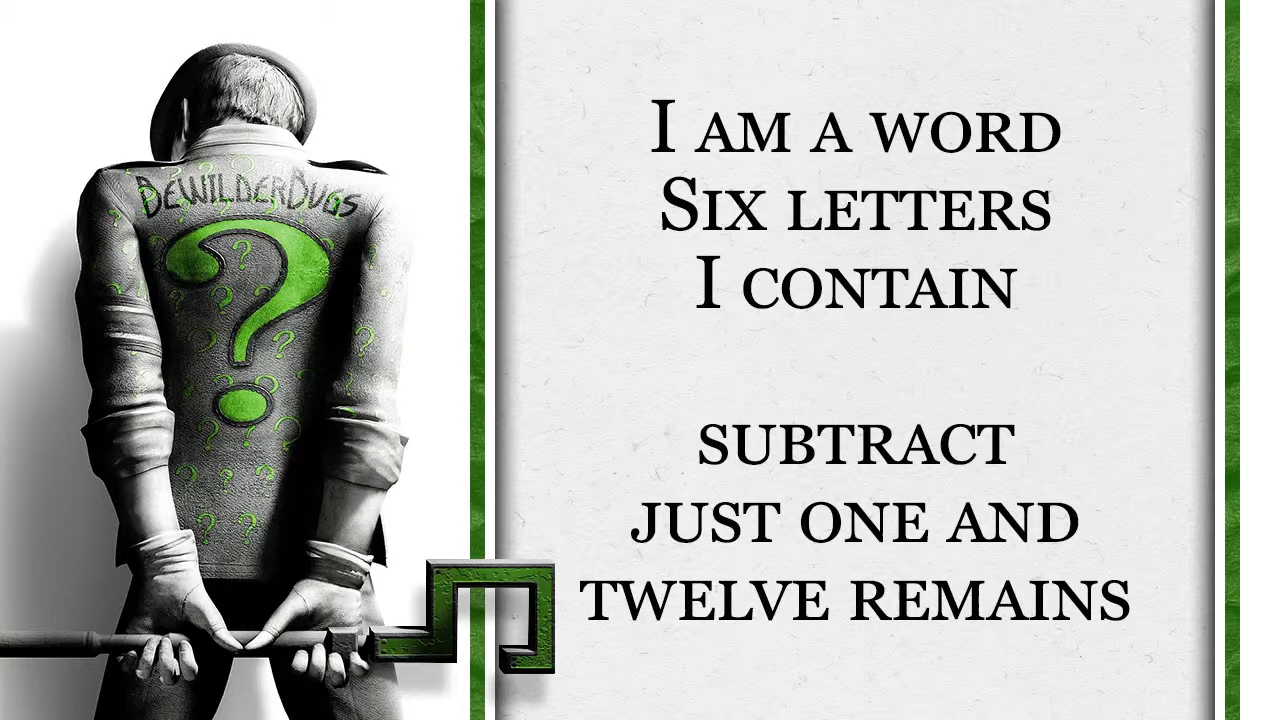 BewilderBugs
I am a word
Six letters
I contain
subtract
just one and
twelve remains